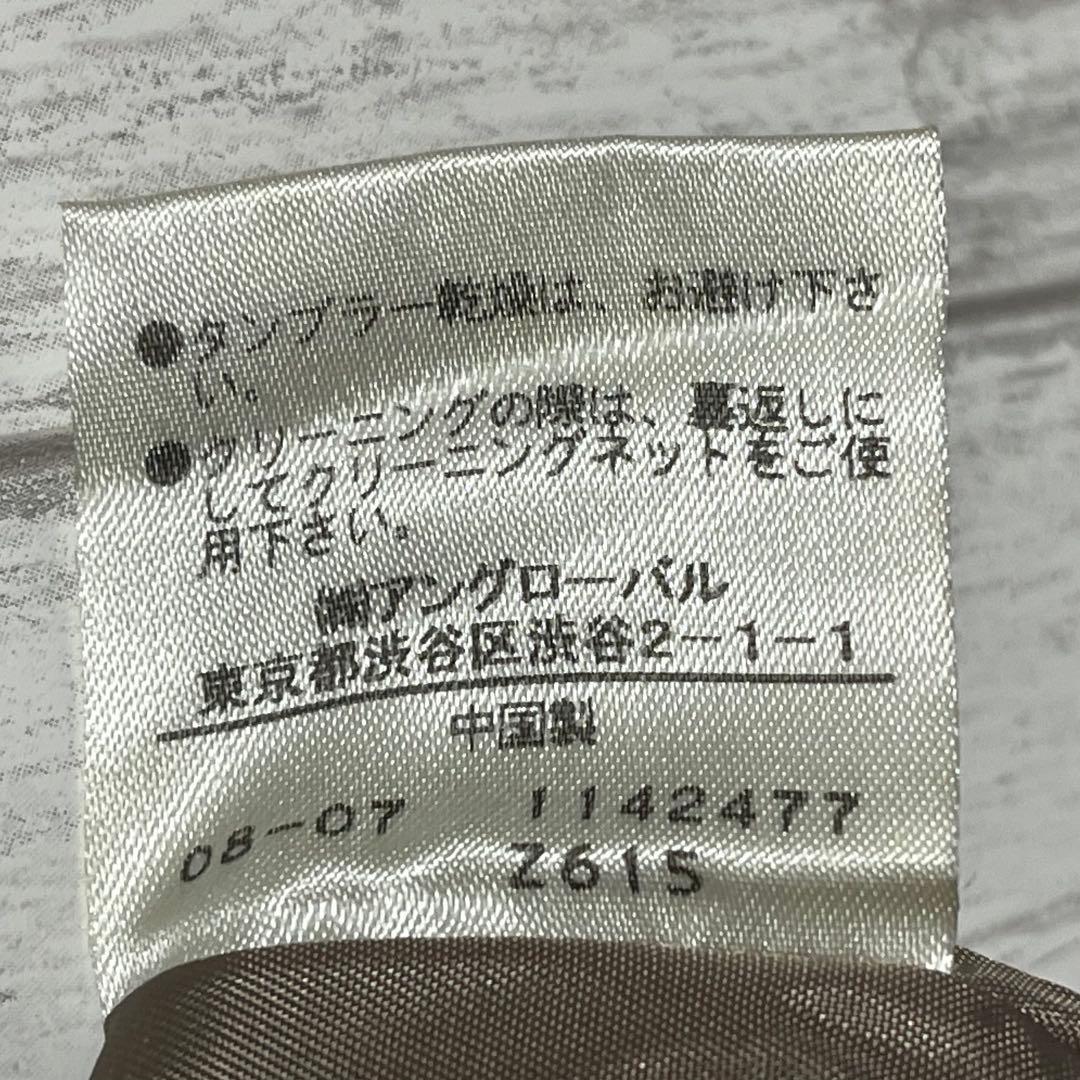 ●タンブラー乾燥は、お避け下さ
い。
●クリーニングの際は、裏返しに
してクリーニングネットをご使
用下さい。
㈱アングローバル
東京都渋谷区渋谷2-1-1
中国製
08-07 1142477
Z615